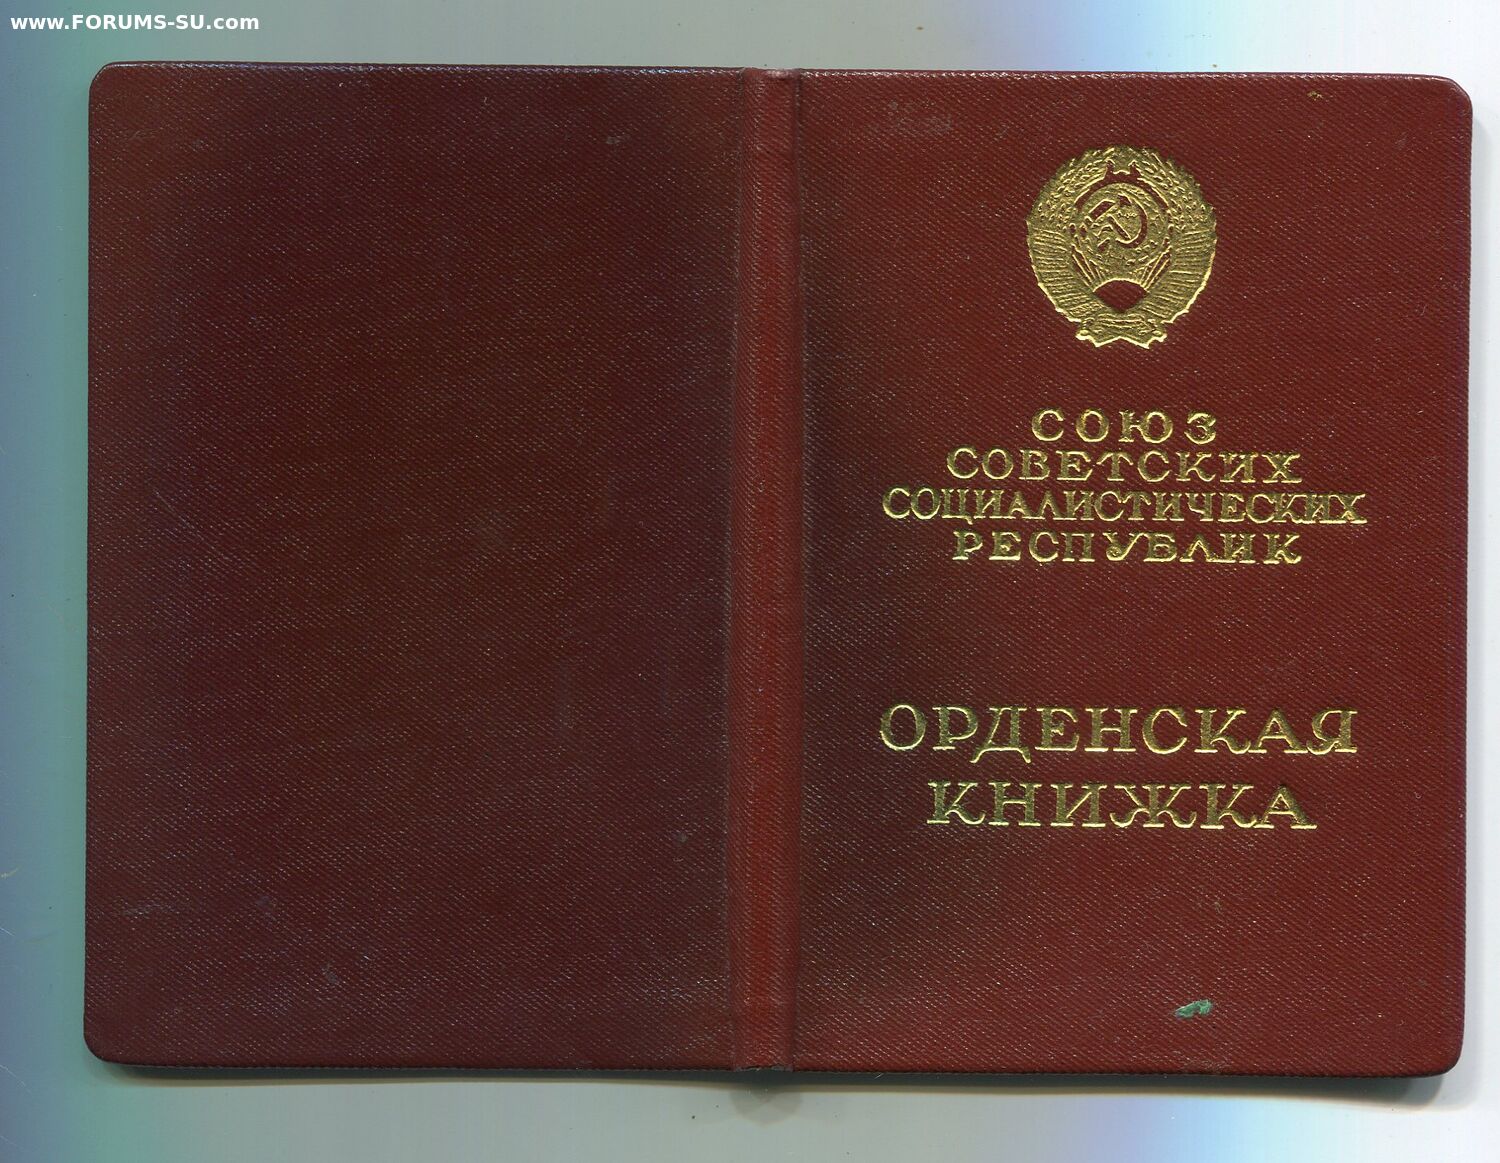 www.FORUMS-SU.com
СОЮЗ
СОВЕТСКИХ
СОЦИАЛИСТИЧЕСКИХ
РЕСПУБЛИК
ОРДЕНСКАЯ
КНИЖКА